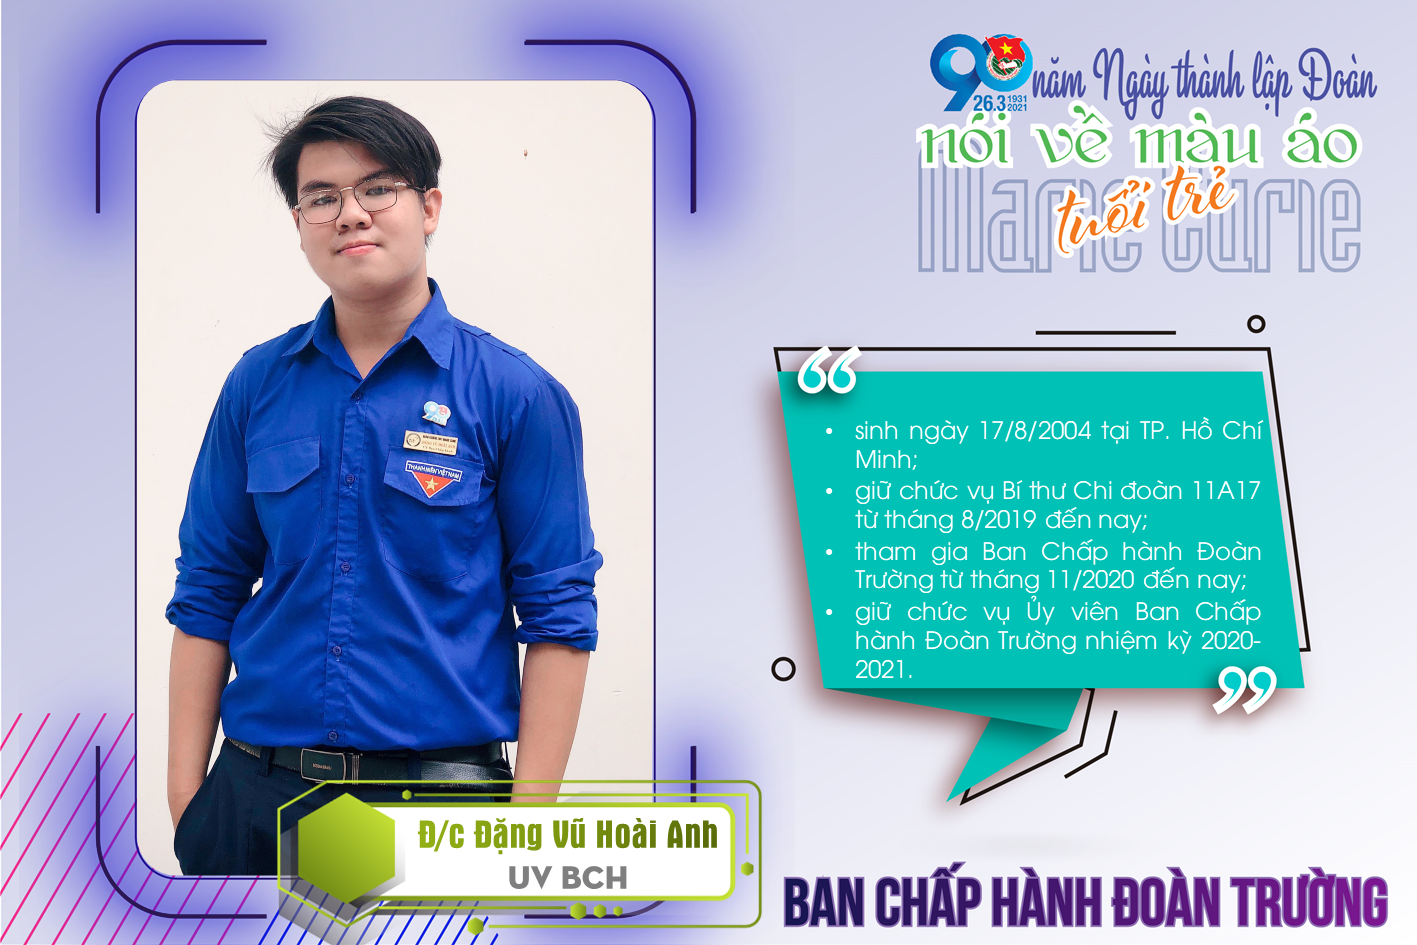 90 năm Ngày thành lập Đoàn
26.3 1931 2021
nói về màu áo
tuổi trẻ
Marie Curie
sinh ngày 17/8/2004 tại TP. Hồ Chí
Minh;
giữ chức vụ Bí thư Chi đoàn 11A17
từ tháng 8/2019 đến nay;
tham gia Ban Chấp hành Đoàn
Trường từ tháng 11/2020 đến nay;
giữ chức vụ Ủy viên Ban Chấp
hành Đoàn Trường nhiệm kỳ 2020-
2021.
THANH NIÊN VIỆT NAM
Đ/c Đặng Vũ Hoài Anh
UV BCH
BAN CHẤP HÀNH ĐOÀN TRƯỜNG